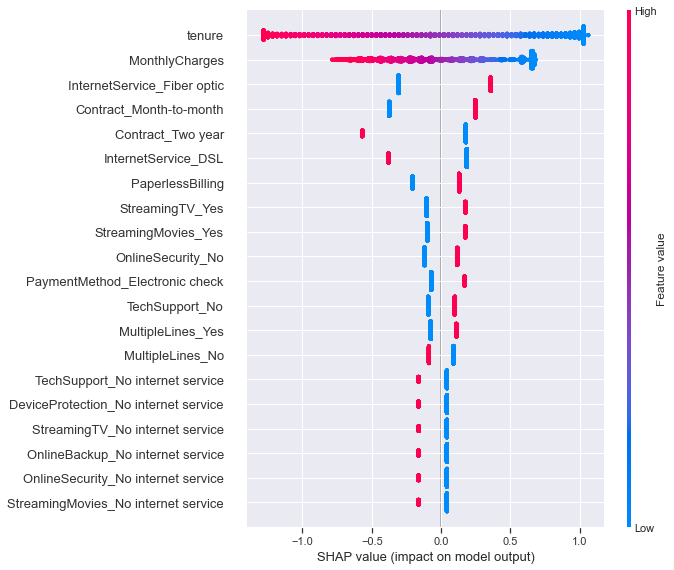 High
tenure
MonthlyCharges
InternetService_Fiber optic
Contract_Month-to-month
Contract_Two year
InternetService_DSL
PaperlessBilling
StreamingTV_Yes
StreamingMovies_Yes
OnlineSecurity_No
PaymentMethod_Electronic check
TechSupport_No
MultipleLines_Yes
MultipleLines_No
TechSupport_No internet service
DeviceProtection_No internet service
StreamingTV_No internet service
OnlineBackup_No internet service
OnlineSecurity_No internet service
StreamingMovies_No internet service
Feature value
Low
−1.0 −0.5 0.0 0.5 1.0
SHAP value (impact on model output)